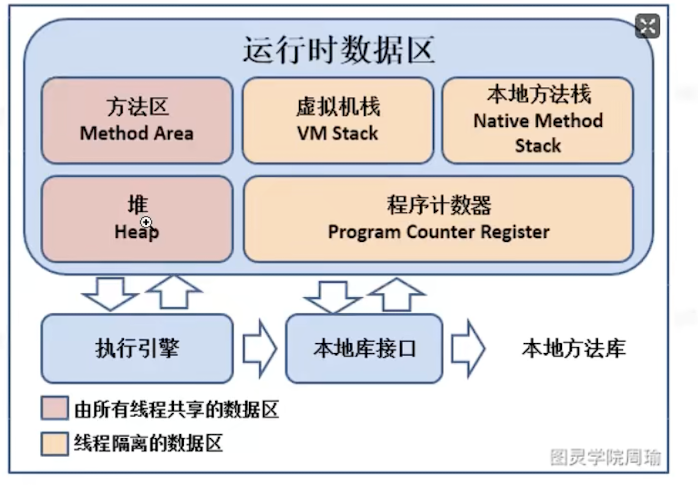 运行时数据区
方法区
Method Area
虚拟机栈
VM Stack
本地方法栈
Native Method
Stack
堆
Heap
程序计数器
Program Counter Register
执行引擎
本地库接口
本地方法库
由所有线程共享的数据区
线程隔离的数据区
图灵学院周瑜